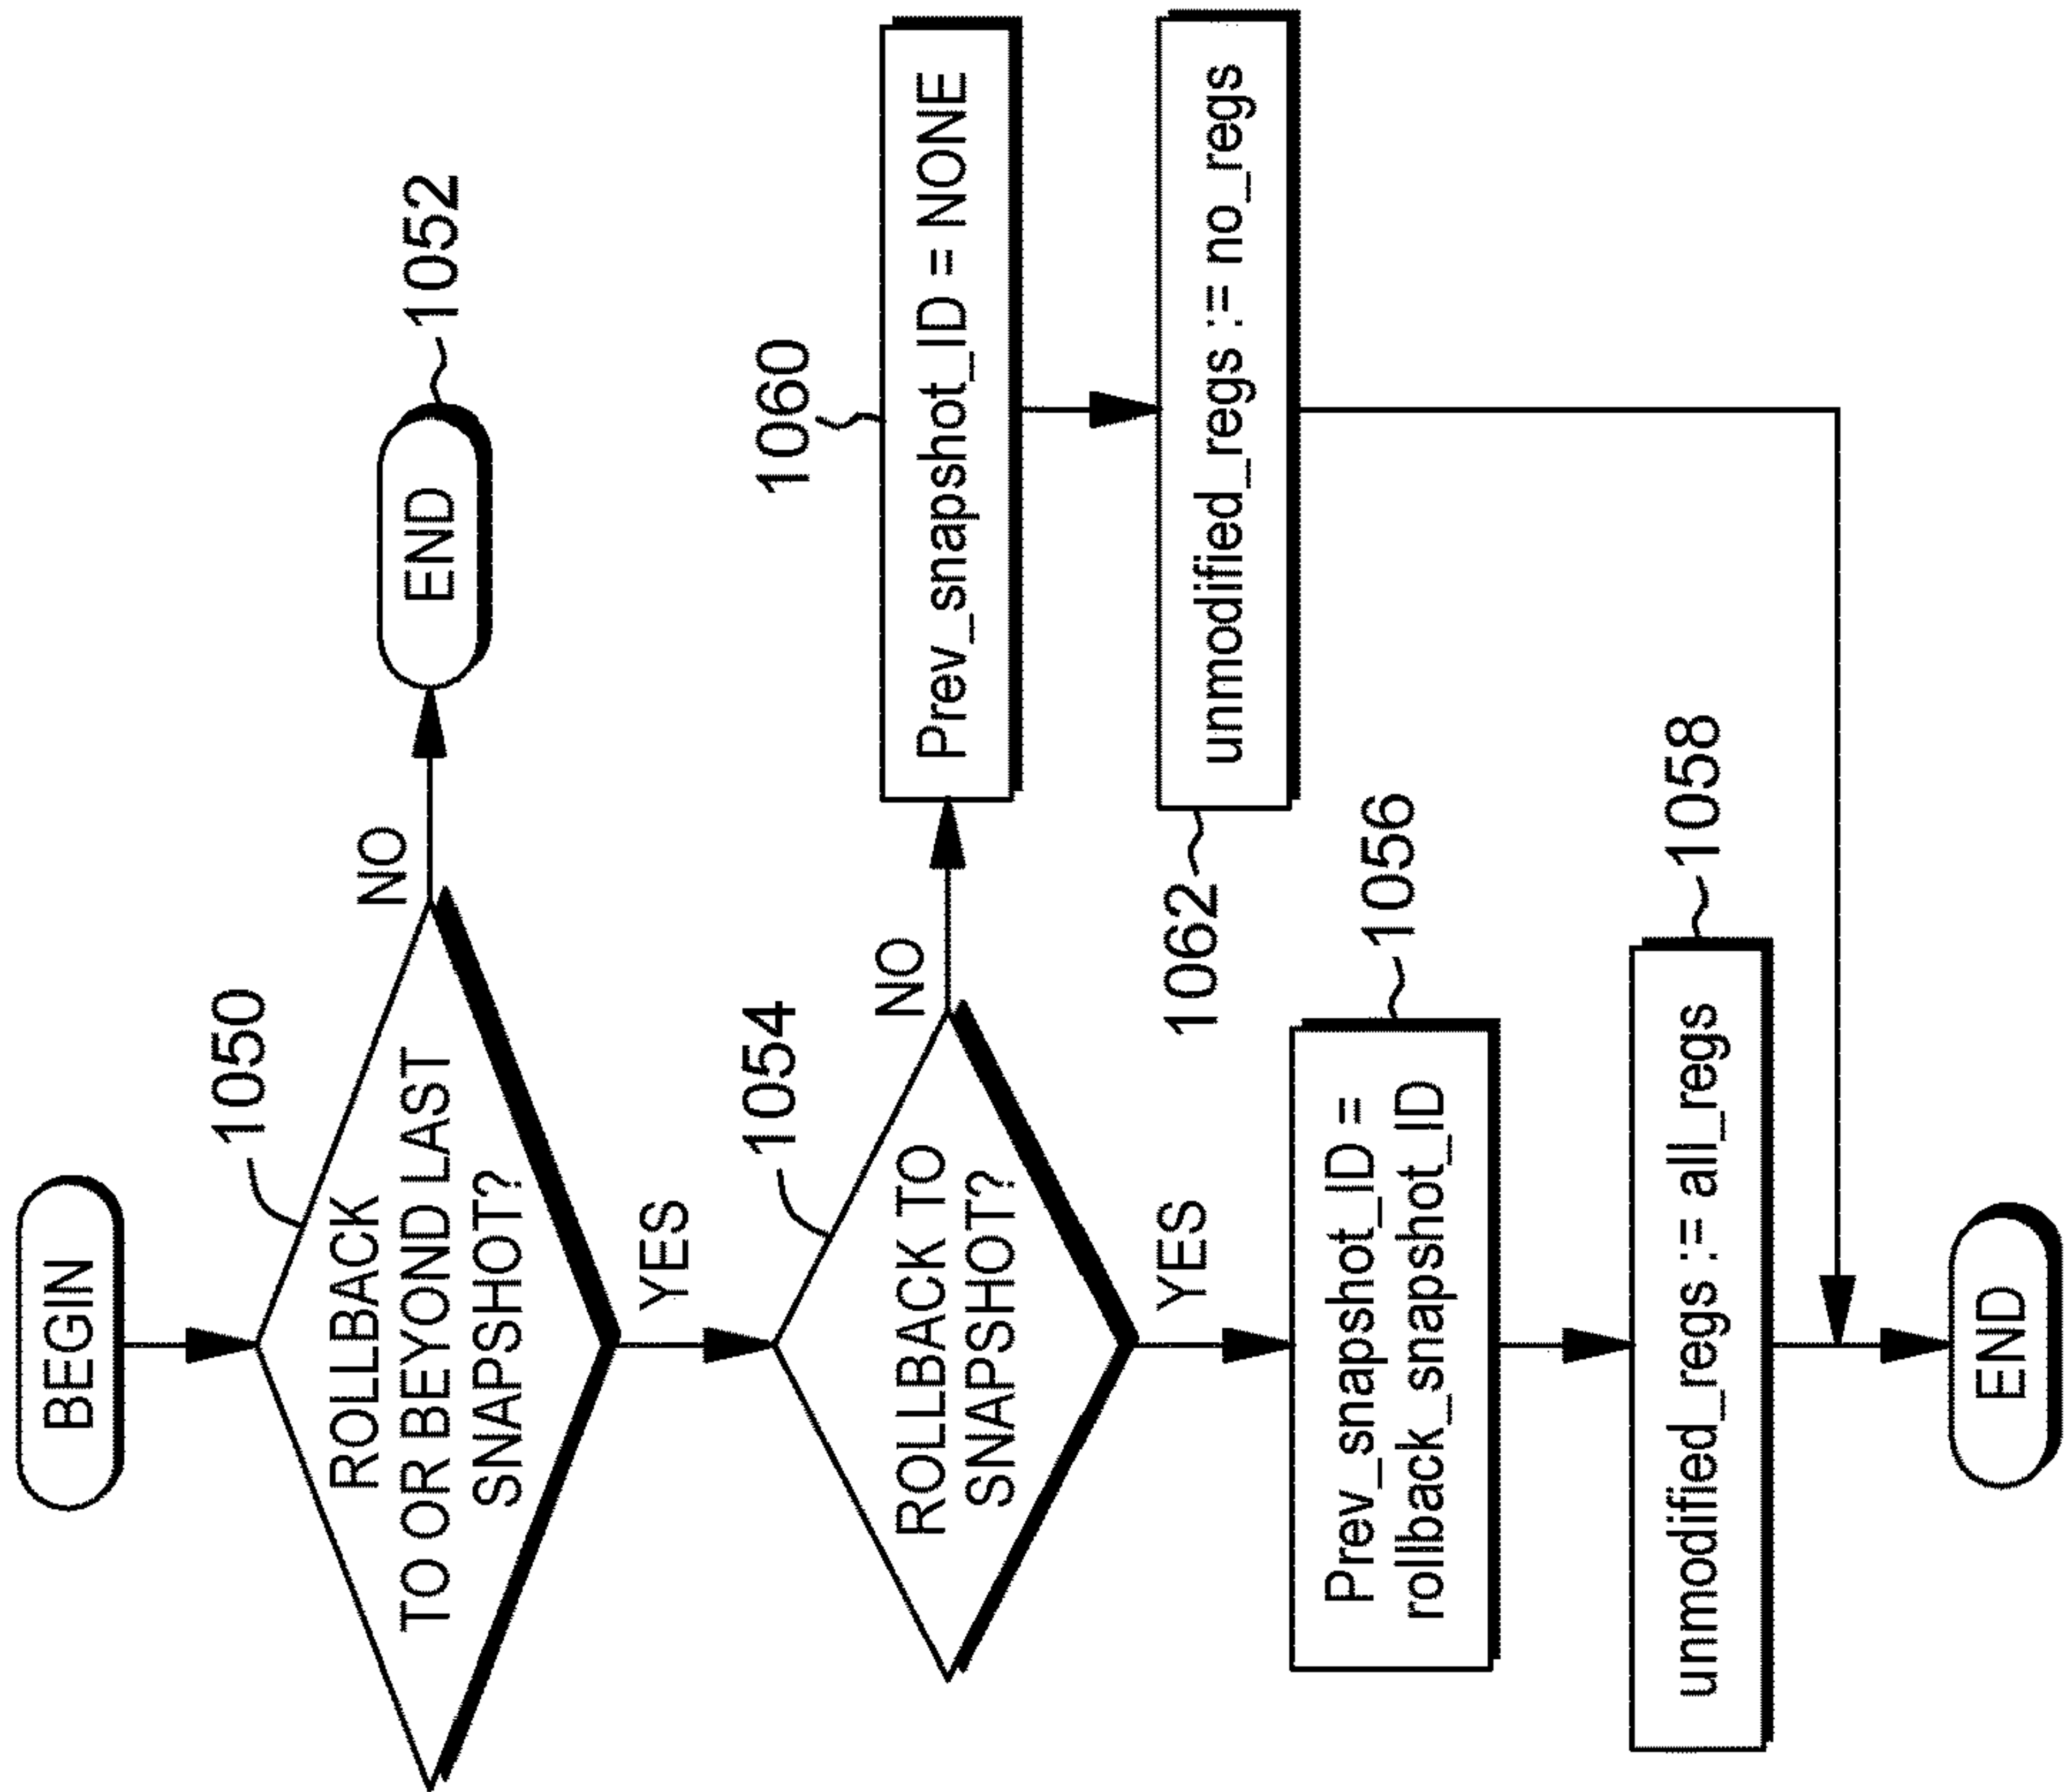 BEGIN
1050
ROLLBACK
TO OR BEYOND LAST
SNAPSHOT?
NO
END
1052
YES
1054
ROLLBACK TO
SNAPSHOT?
NO
1060
Prev_snapshot_ID = NONE
1062
unmodified_regs := no_regs
YES
1056
Prev_snapshot_ID =
rollback_snapshot_ID
1058
unmodified_regs := all_regs
END